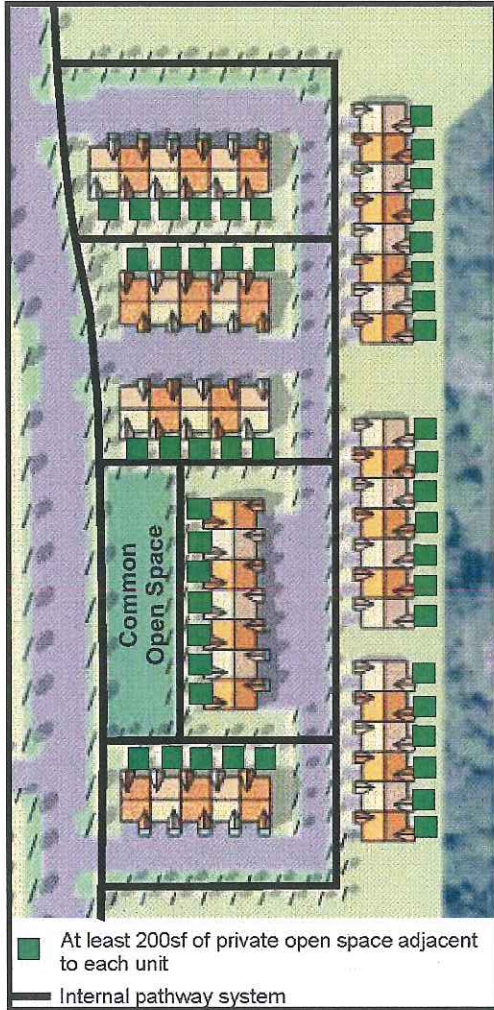 Common
Open Space
At least 200sf of private open space adjacent
to each unit
Internal pathway system